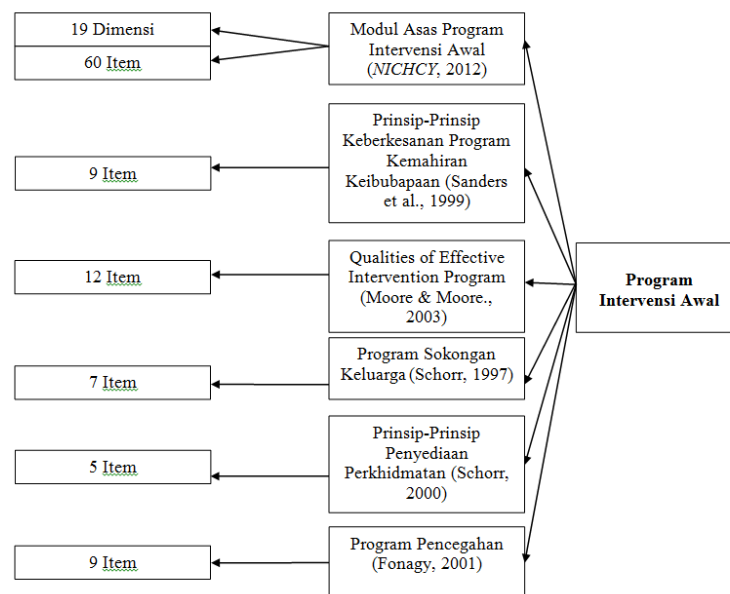 19 Dimensi
60 Item
Modul Asas Program
Intervensi Awal
(NICHCY, 2012)
9 Item
Prinsip-Prinsip
Keberkesanan Program
Kemahiran
Keibubapaan (Sanders
et al., 1999)
12 Item
Qualities of Effective
Intervention Program
(Moore & Moore.,
2003)
Program
Intervensi Awal
7 Item
Program Sokongan
Keluarga (Schorr, 1997)
5 Item
Prinsip-Prinsip
Penyediaan
Perkhidmatan (Schorr,
2000)
9 Item
Program Pencegahan
(Fonagy, 2001)